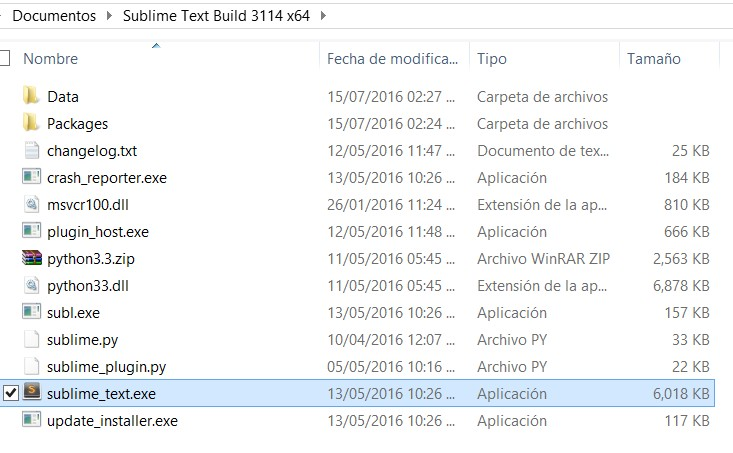 Documentos Sublime Text Build 3114 x64
Nombre Fecha de modifica... Tipo Tamaño
Data 15/07/2016 02:27 ... Carpeta de archivos
Packages 15/07/2016 02:24 ... Carpeta de archivos
changelog.txt 12/05/2016 11:47 ... Documento de tex... 25 KB
crash_reporter.exe 13/05/2016 10:26 ... Aplicación 184 KB
msvcr100.dll 26/01/2016 11:24 ... Extensión de la ap... 810 KB
plugin_host.exe 12/05/2016 11:48 ... Aplicación 666 KB
python3.3.zip 11/05/2016 05:45 ... Archivo WinRAR ZIP 2,563 KB
python33.dll 11/05/2016 05:45 ... Extensión de la ap... 6,878 KB
subl.exe 13/05/2016 10:26 ... Aplicación 157 KB
sublime.py 10/04/2016 12:07 ... Archivo PY 33 KB
sublime_plugin.py 05/05/2016 10:16 ... Archivo PY 22 KB
sublime_text.exe 13/05/2016 10:26 ... Aplicación 6,018 KB
update_installer.exe 13/05/2016 10:26 ... Aplicación 117 KB